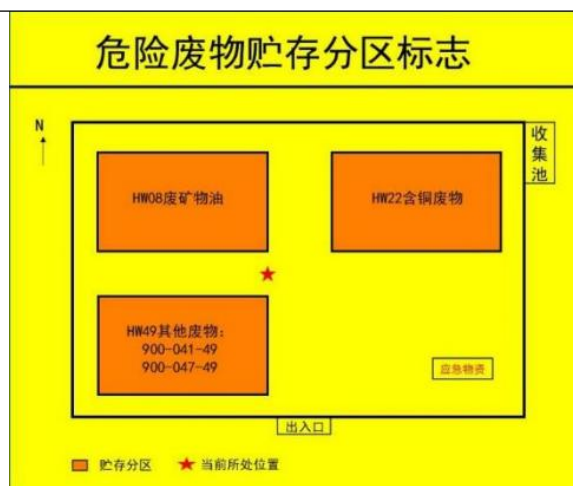 危险废物贮存分区标志
N
收集池
HW08废矿物油
HW22含铜废物
HW49其他废物：
900-041-49
900-047-49
应急物资
出入口
贮存分区
当前所处位置